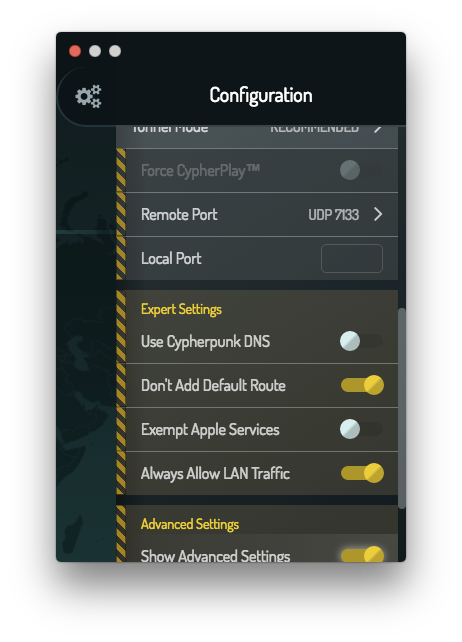 Configuration
Tunnel Mode RECOMMENDED
Force CypherPlay™
Remote Port UDP 7133
Local Port
Expert Settings
Use Cypherpunk DNS
Don't Add Default Route
Exempt Apple Services
Always Allow LAN Traffic
Advanced Settings
Show Advanced Settings